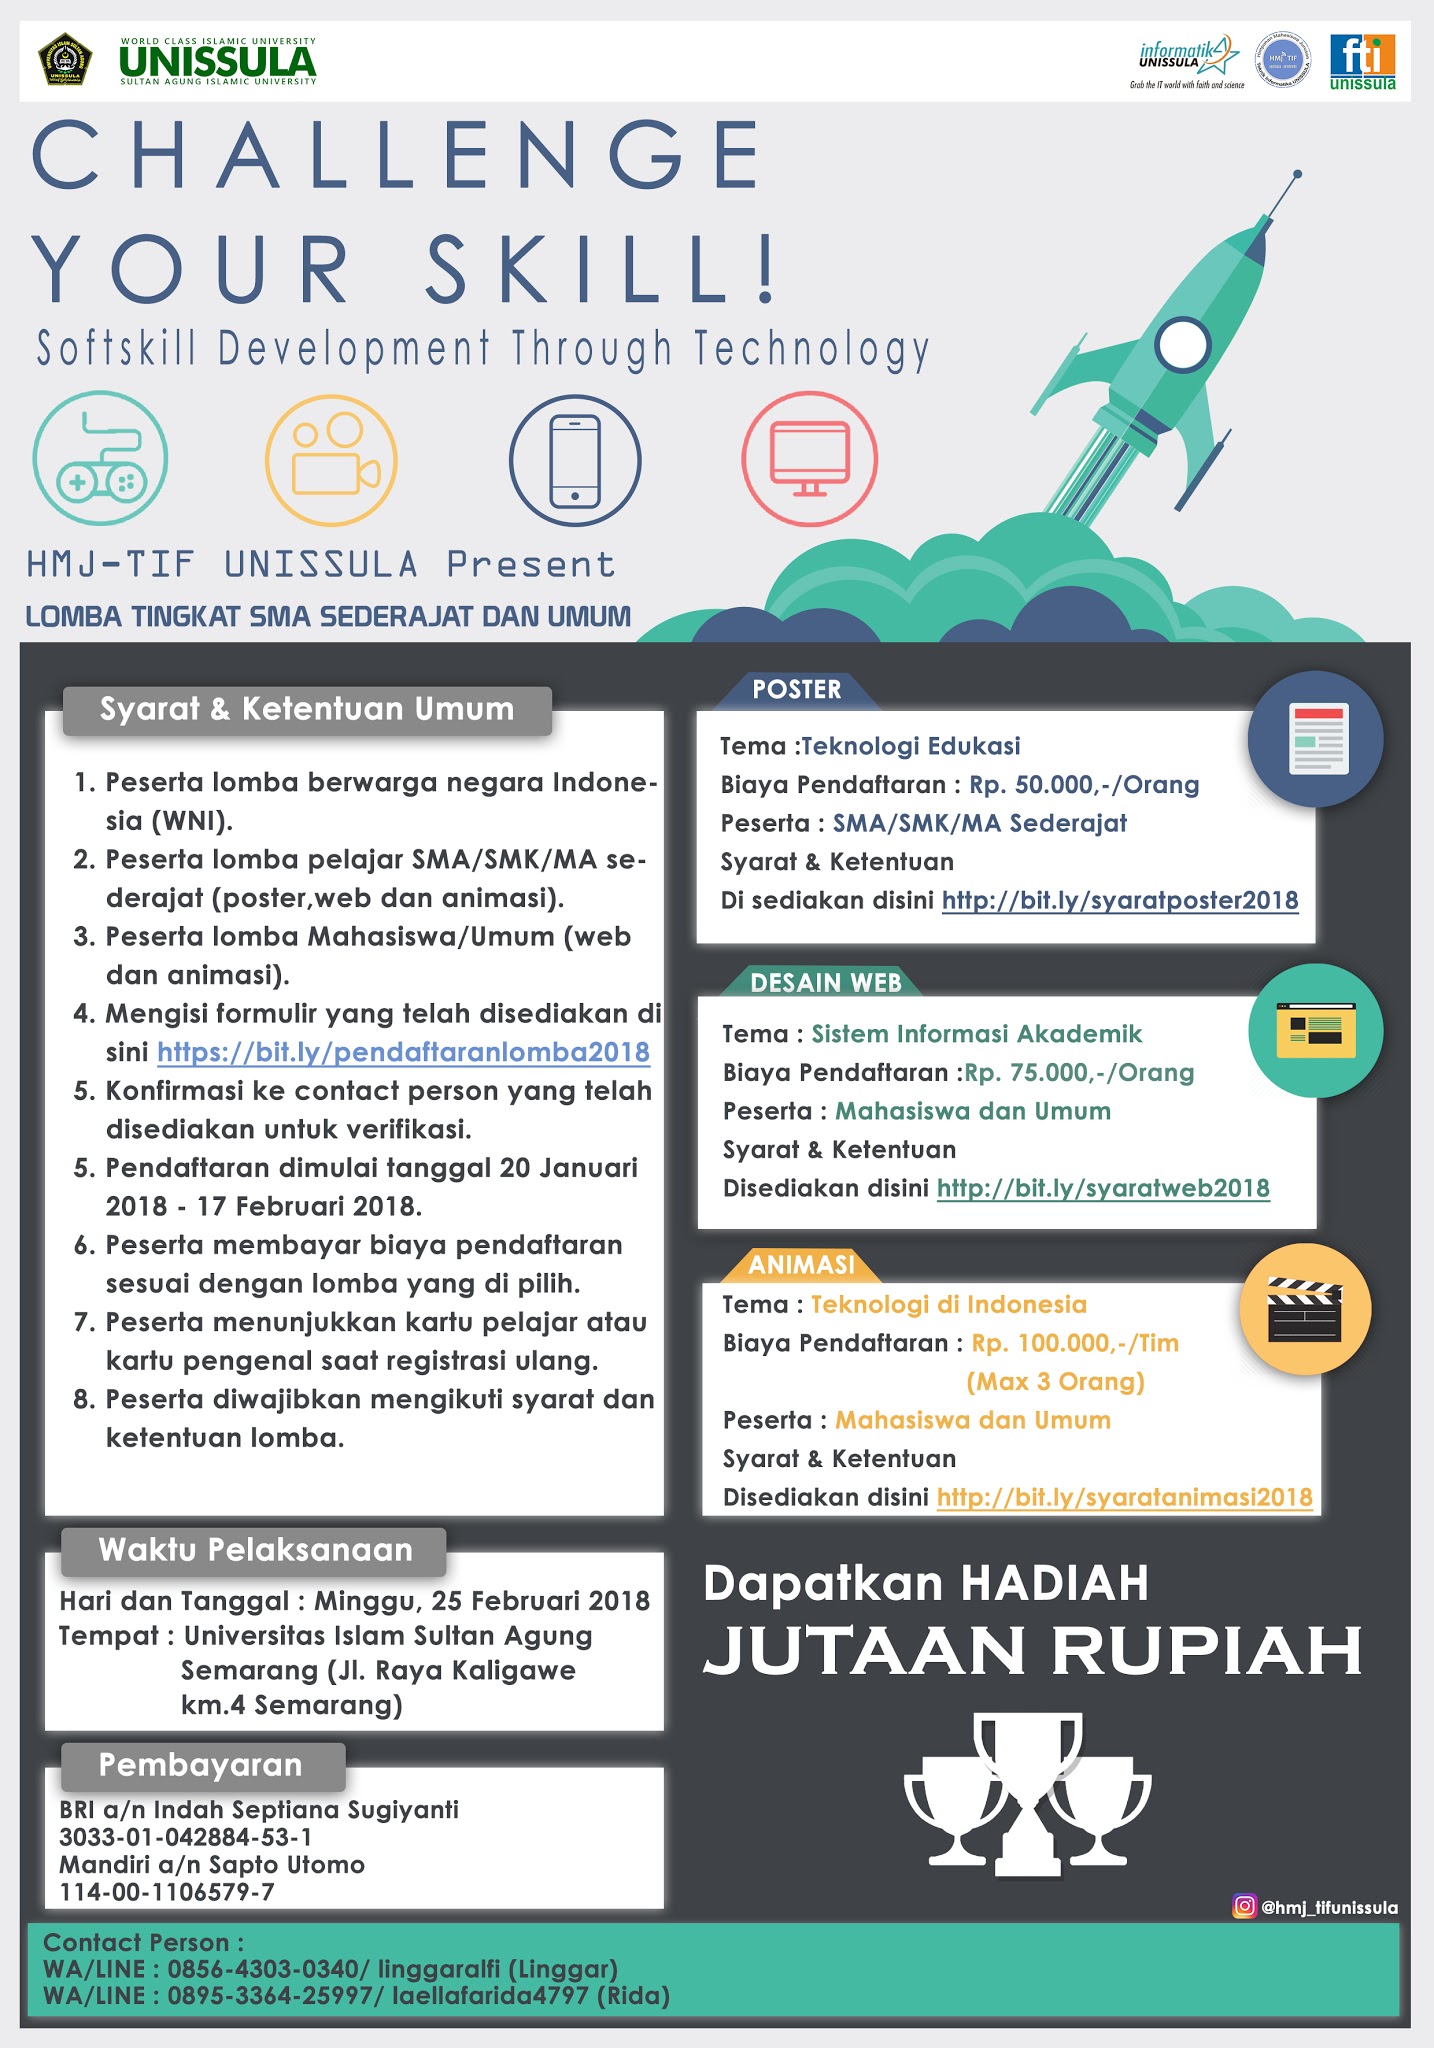 WORLD CLASS ISLAMIC UNIVERSITY
UNISSULA
SULTAN AGUNG ISLAMIC UNIVERSITY
informatika
UNISSULA
Grab the IT world with faith and science
HMJ TIF
fti
unissula
CHALLENGE
YOUR SKILL!
Softskill Development Through Technology
HMJ-TIF UNISSULA Present
LOMBA TINGKAT SMA SEDERAJAT DAN UMUM
Syarat & Ketentuan Umum
1. Peserta lomba berwarga negara Indone-
sia (WNI).
2. Peserta lomba pelajar SMA/SMK/MA se-
derajat (poster,web dan animasi).
3. Peserta lomba Mahasiswa/Umum (web
dan animasi).
4. Mengisi formulir yang telah disediakan di
sini https://bit.ly/pendaftaranlomba2018
5. Konfirmasi ke contact person yang telah
disediakan untuk verifikasi.
5. Pendaftaran dimulai tanggal 20 Januari
2018 - 17 Februari 2018.
6. Peserta membayar biaya pendaftaran
sesuai dengan lomba yang di pilih.
7. Peserta menunjukkan kartu pelajar atau
kartu pengenal saat registrasi ulang.
8. Peserta diwajibkan mengikuti syarat dan
ketentuan lomba.
Waktu Pelaksanaan
Hari dan Tanggal : Minggu, 25 Februari 2018
Tempat : Universitas Islam Sultan Agung
Semarang (Jl. Raya Kaligawe
km.4 Semarang)
Pembayaran
BRI a/n Indah Septiana Sugiyanti
3033-01-042884-53-1
Mandiri a/n Sapto Utomo
114-00-1106579-7
POSTER
Tema :Teknologi Edukasi
Biaya Pendaftaran : Rp. 50.000,-/Orang
Peserta : SMA/SMK/MA Sederajat
Syarat & Ketentuan
Di sediakan disini http://bit.ly/syaratposter2018
DESAIN WEB
Tema : Sistem Informasi Akademik
Biaya Pendaftaran :Rp. 75.000,-/Orang
Peserta : Mahasiswa dan Umum
Syarat & Ketentuan
Disediakan disini http://bit.ly/syaratweb2018
ANIMASI
Tema : Teknologi di Indonesia
Biaya Pendaftaran : Rp. 100.000,-/Tim
(Max 3 Orang)
Peserta : Mahasiswa dan Umum
Syarat & Ketentuan
Disediakan disini http://bit.ly/syaratanimasi2018
Dapatkan HADIAH
JUTAAN RUPIAH
@hmj_tifunissula
Contact Person :
WA/LINE : 0856-4303-0340/ linggaralfi (Linggar)
WA/LINE : 0895-3364-25997/ laellafarida4797 (Rida)